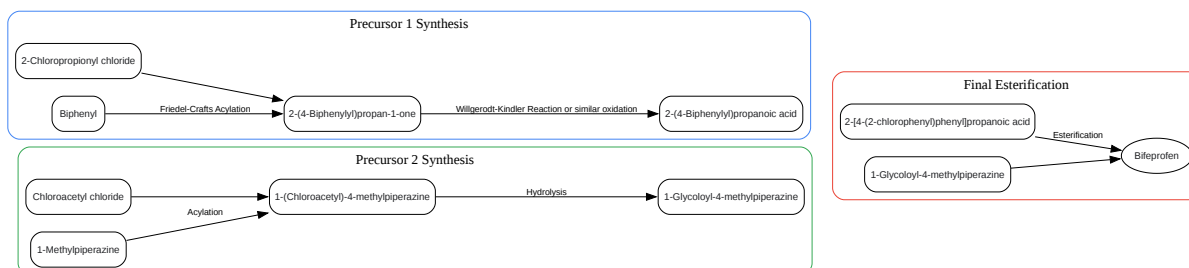 Precursor 1 Synthesis
2-Chloropropionyl chloride
Biphenyl
Friedel-Crafts Acylation
2-(4-Biphenylyl)propan-1-one
Willgerodt-Kindler Reaction or similar oxidation
2-(4-Biphenylyl)propanoic acid
Precursor 2 Synthesis
Chloroacetyl chloride
Acylation
1-Methylpiperazine
1-(Chloroacetyl)-4-methylpiperazine
Hydrolysis
1-Glycoloyl-4-methylpiperazine
Final Esterification
2-[4-(2-chlorophenyl)phenyl]propanoic acid
Esterification
1-Glycoloyl-4-methylpiperazine
Bifeprofen